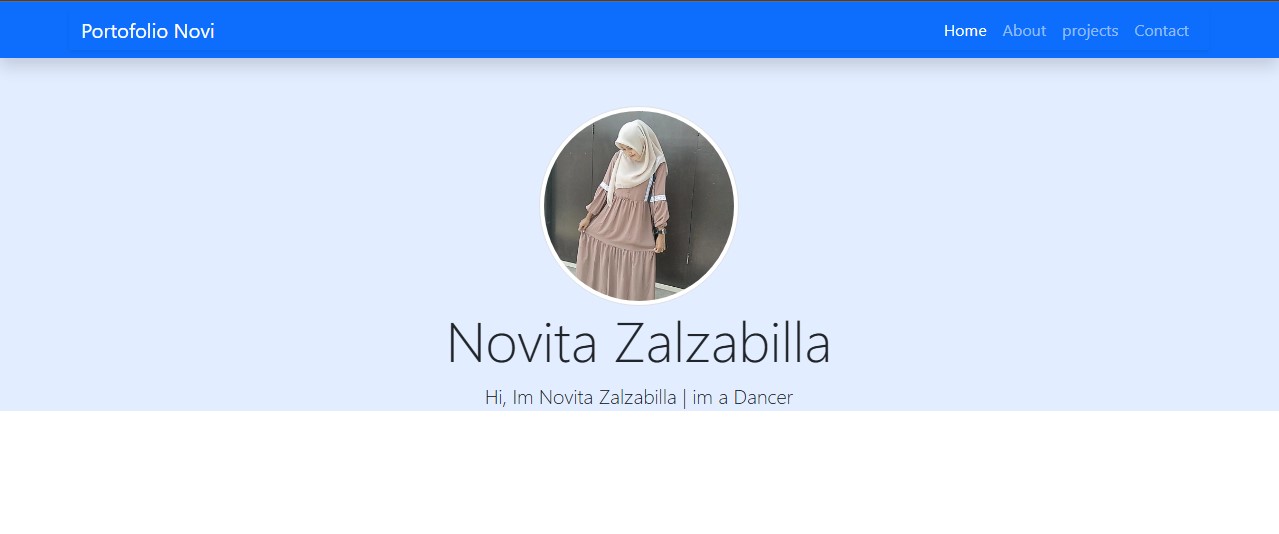 Portofolio Novi
Home About projects Contact
Novita Zalzabilla
Hi, Im Novita Zalzabilla | im a Dancer